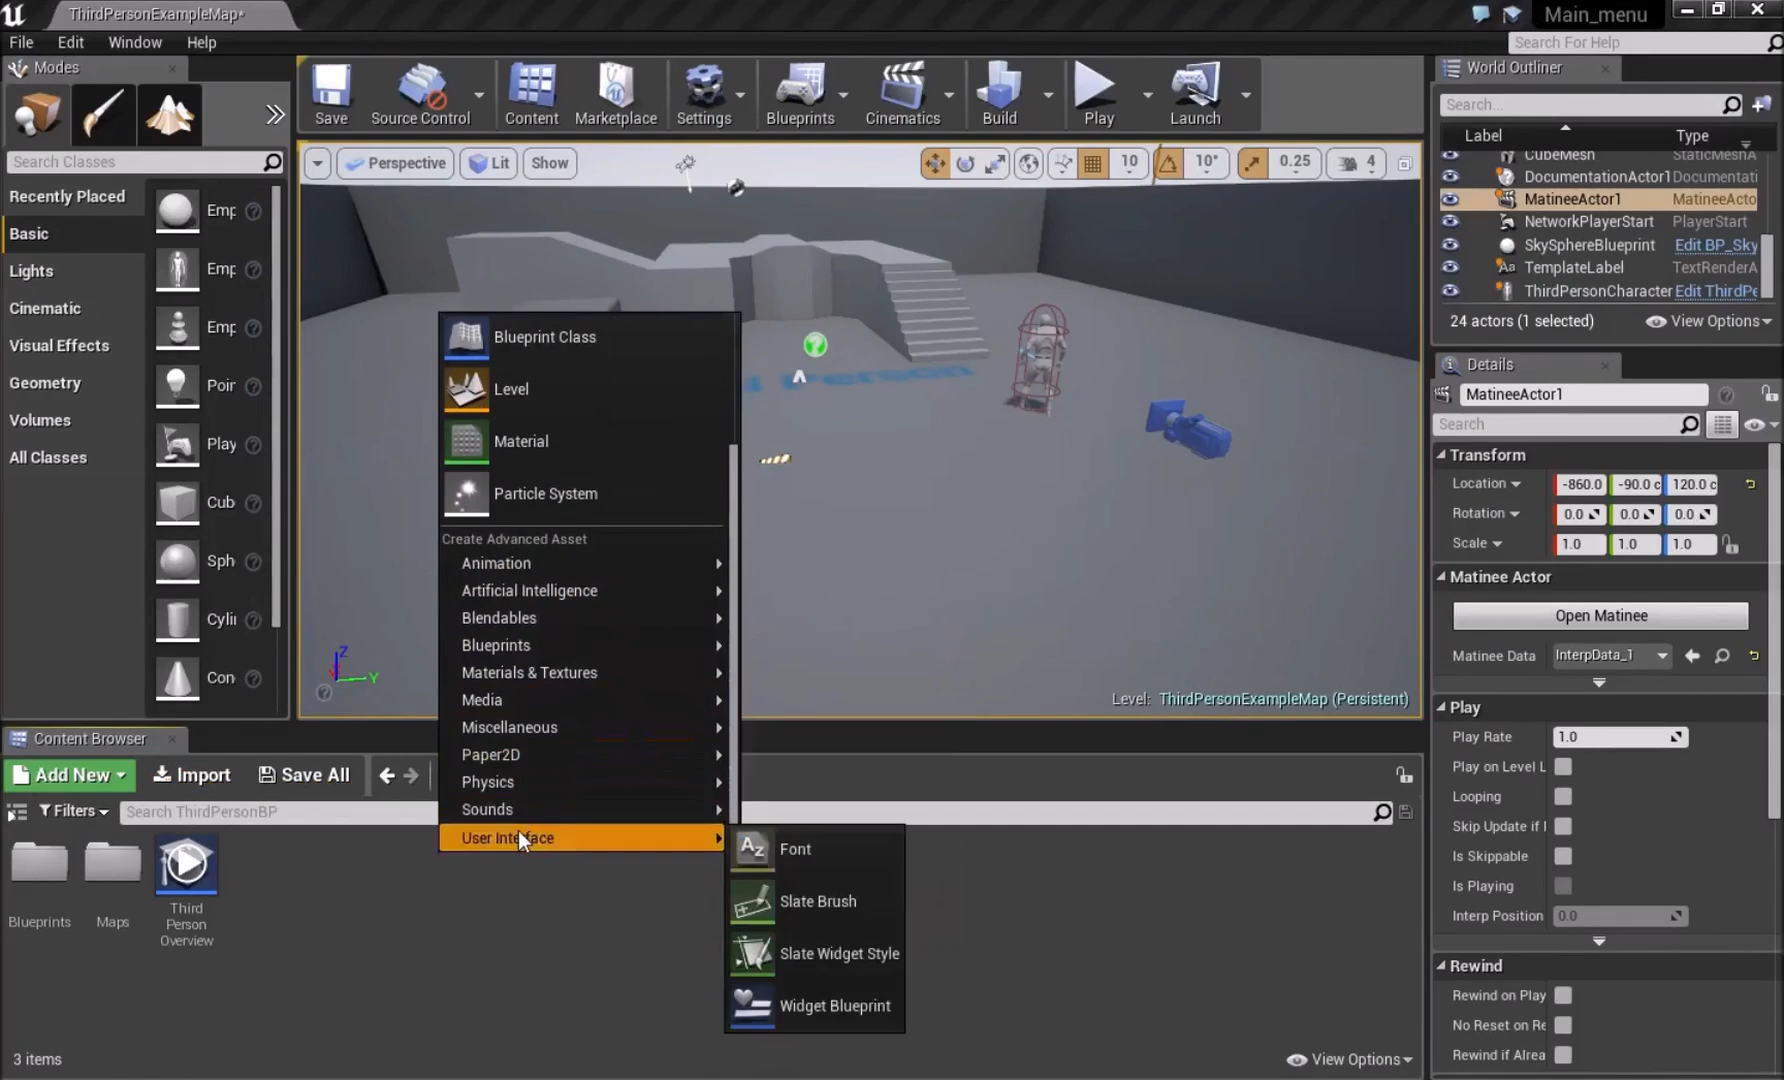 ThirdPersonExampleMap*
Main_menu
File Edit Window Help
Search For Help
Modes
Search Classes
Recently Placed
Basic
Lights
Cinematic
Visual Effects
Geometry
Volumes
All Classes
Emp
Emp
Emp
Poin
Play
Cub
Sph
Cylin
Con
Save
Source Control
Content
Marketplace
Settings
Blueprints
Cinematics
Build
Play
Launch
Perspective
Lit
Show
10
10°
0.25
4
Z
Y
Level: ThirdPersonExampleMap (Persistent)
Blueprint Class
Level
Material
Particle System
Create Advanced Asset
Animation
Artificial Intelligence
Blendables
Blueprints
Materials & Textures
Media
Miscellaneous
Paper2D
Physics
Sounds
User Interface
Font
Slate Brush
Slate Widget Style
Widget Blueprint
Content Browser
Add New
Import
Save All
Filters
Search ThirdPersonBP
Blueprints
Maps
Third
Person
Overview
3 items
View Options
World Outliner
Search...
Label Type
CubeMesh StaticMeshA
DocumentationActor1 Documentati
MatineeActor1 MatineeActo
NetworkPlayerStart PlayerStart
SkySphereBlueprint Edit BP_Sky
TemplateLabel TextRenderA
ThirdPersonCharacter Edit ThirdPe
24 actors (1 selected)
View Options
Details
MatineeActor1
Search
Transform
Location -860.0 -90.0 c 120.0 c
Rotation 0.0 0.0 0.0
Scale 1.0 1.0 1.0
Matinee Actor
Open Matinee
Matinee Data InterpData_1
Play
Play Rate 1.0
Play on Level L
Looping
Skip Update if
Is Skippable
Is Playing
Interp Position 0.0
Rewind
Rewind on Play
No Reset on Re
Rewind if Alrea